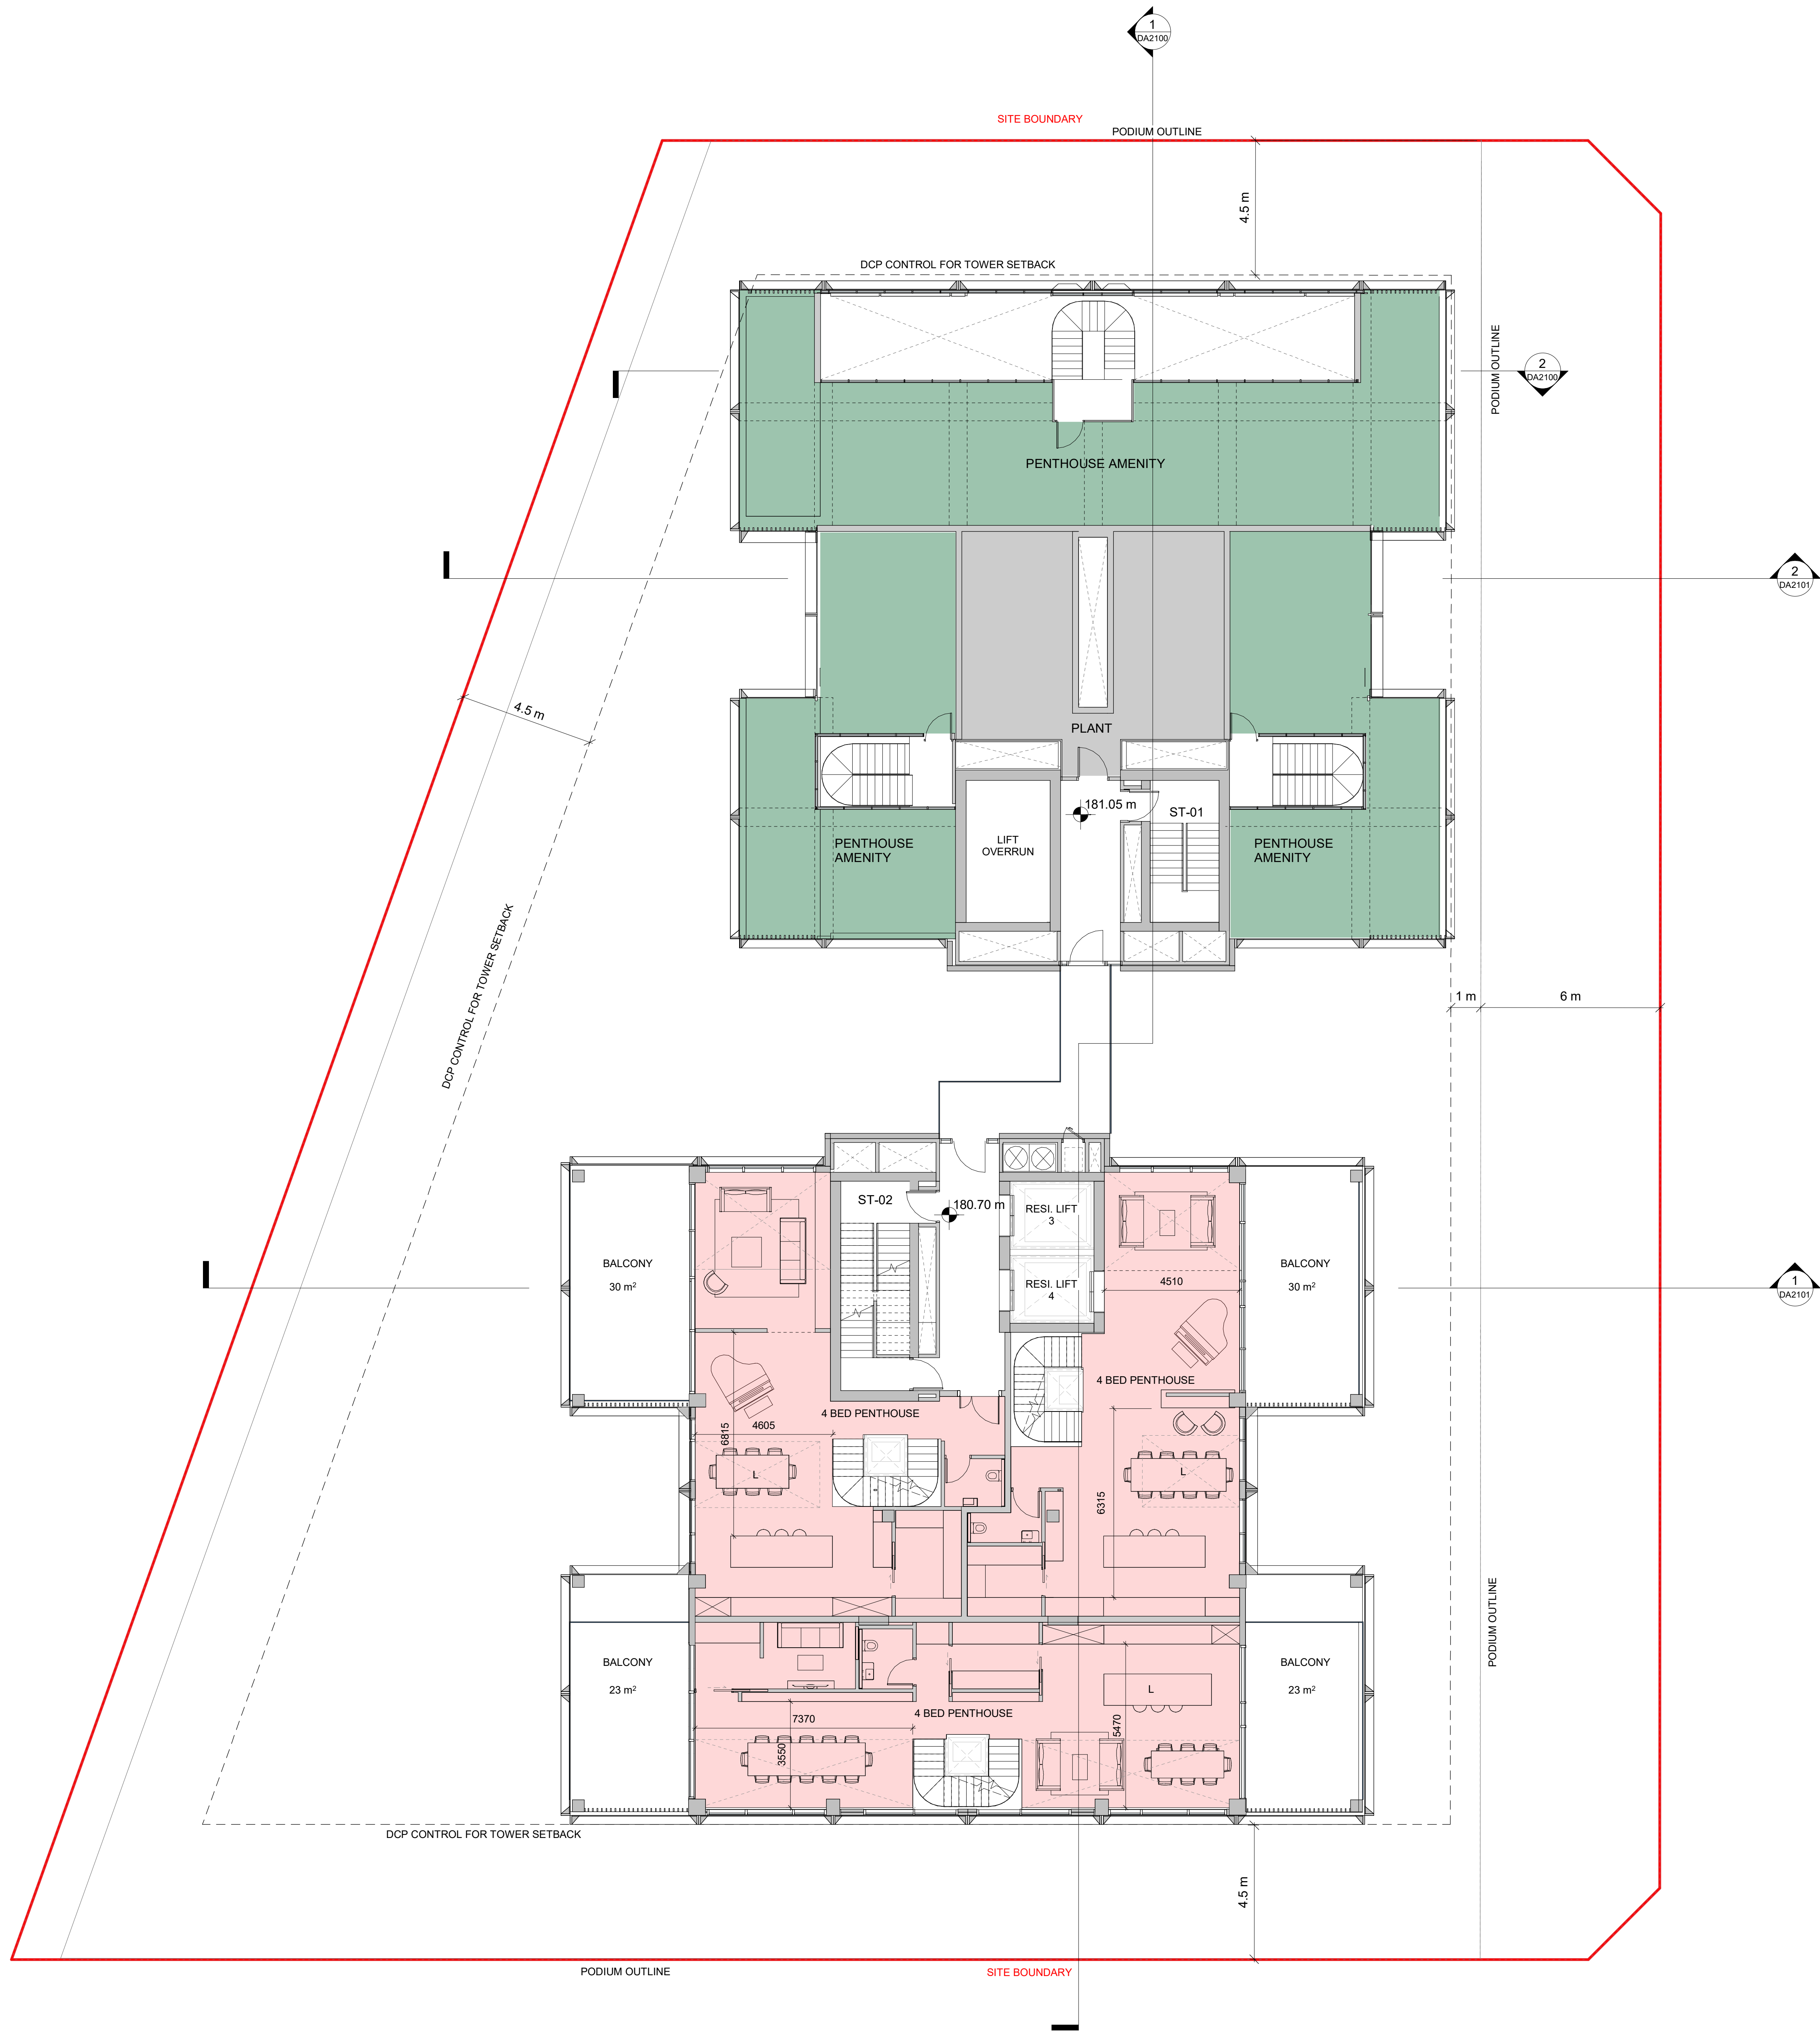 1
DA2100
SITE BOUNDARY
PODIUM OUTLINE
4.5 m
DCP CONTROL FOR TOWER SETBACK
PODIUM OUTLINE
2
DA2100
PENTHOUSE AMENITY
2
DA2101
4.5 m
PLANT
181.05 m
ST-01
LIFT
OVERRUN
PENTHOUSE
AMENITY
PENTHOUSE
AMENITY
DCP CONTROL FOR TOWER SETBACK
1 m
6 m
ST-02
180.70 m
RESI. LIFT
3
BALCONY
30 m²
RESI. LIFT
4
4510
BALCONY
30 m²
1
DA2101
4 BED PENTHOUSE
4 BED PENTHOUSE
4605
6815
L
L
6315
BALCONY
23 m²
L
BALCONY
23 m²
PODIUM OUTLINE
4 BED PENTHOUSE
7370
3550
5470
DCP CONTROL FOR TOWER SETBACK
4.5 m
PODIUM OUTLINE
SITE BOUNDARY